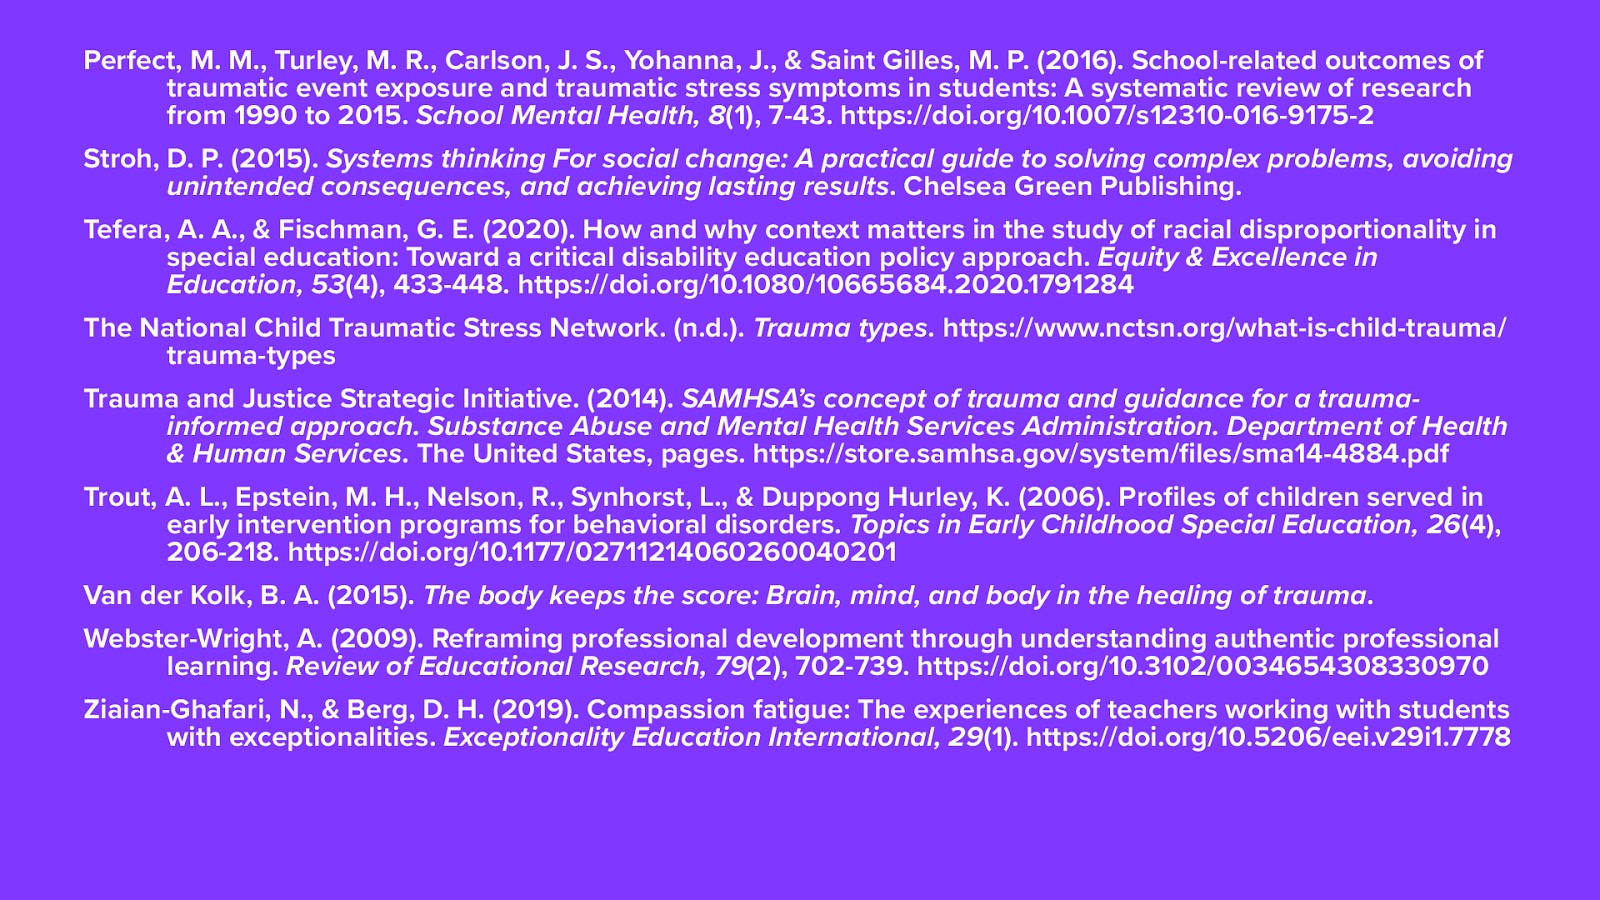 Perfect, M. M., Turley, M. R., Carlson, J. S., Yohanna, J., & Saint Gilles, M. P. (2016). School-related outcomes of
traumatic event exposure and traumatic stress symptoms in students: A systematic review of research
from 1990 to 2015. School Mental Health, 8(1), 7-43. https://doi.org/10.1007/s12310-016-9175-2
Stroh, D. P. (2015). Systems thinking For social change: A practical guide to solving complex problems, avoiding
unintended consequences, and achieving lasting results. Chelsea Green Publishing.
Tefera, A. A., & Fischman, G. E. (2020). How and why context matters in the study of racial disproportionality in
special education: Toward a critical disability education policy approach. Equity & Excellence in
Education, 53(4), 433-448. https://doi.org/10.1080/10665684.2020.1791284
The National Child Traumatic Stress Network. (n.d.). Trauma types. https://www.nctsn.org/what-is-child-trauma/
trauma-types
Trauma and Justice Strategic Initiative. (2014). SAMHSA’s concept of trauma and guidance for a trauma-
informed approach. Substance Abuse and Mental Health Services Administration. Department of Health
& Human Services. The United States, pages. https://store.samhsa.gov/system/files/sma14-4884.pdf
Trout, A. L., Epstein, M. H., Nelson, R., Synhorst, L., & Duppong Hurley, K. (2006). Profiles of children served in
early intervention programs for behavioral disorders. Topics in Early Childhood Special Education, 26(4),
206-218. https://doi.org/10.1177/02711214060260040201
Van der Kolk, B. A. (2015). The body keeps the score: Brain, mind, and body in the healing of trauma.
Webster-Wright, A. (2009). Reframing professional development through understanding authentic professional
learning. Review of Educational Research, 79(2), 702-739. https://doi.org/10.3102/0034654308330970
Ziaian-Ghafari, N., & Berg, D. H. (2019). Compassion fatigue: The experiences of teachers working with students
with exceptionalities. Exceptionality Education International, 29(1). https://doi.org/10.5206/eei.v29i1.7778